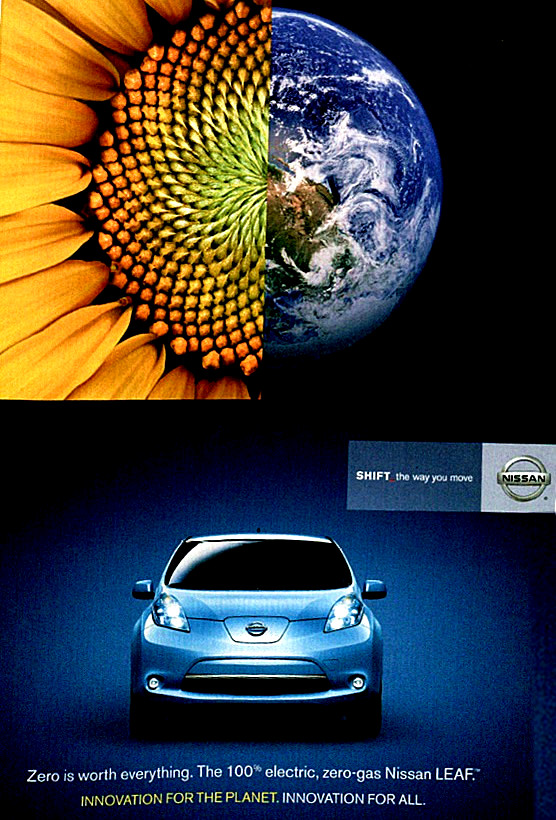 SHIFT_the way you move
NISSAN
Zero is worth everything. The 100% electric, zero-gas Nissan LEAF.™
INNOVATION FOR THE PLANET. INNOVATION FOR ALL.